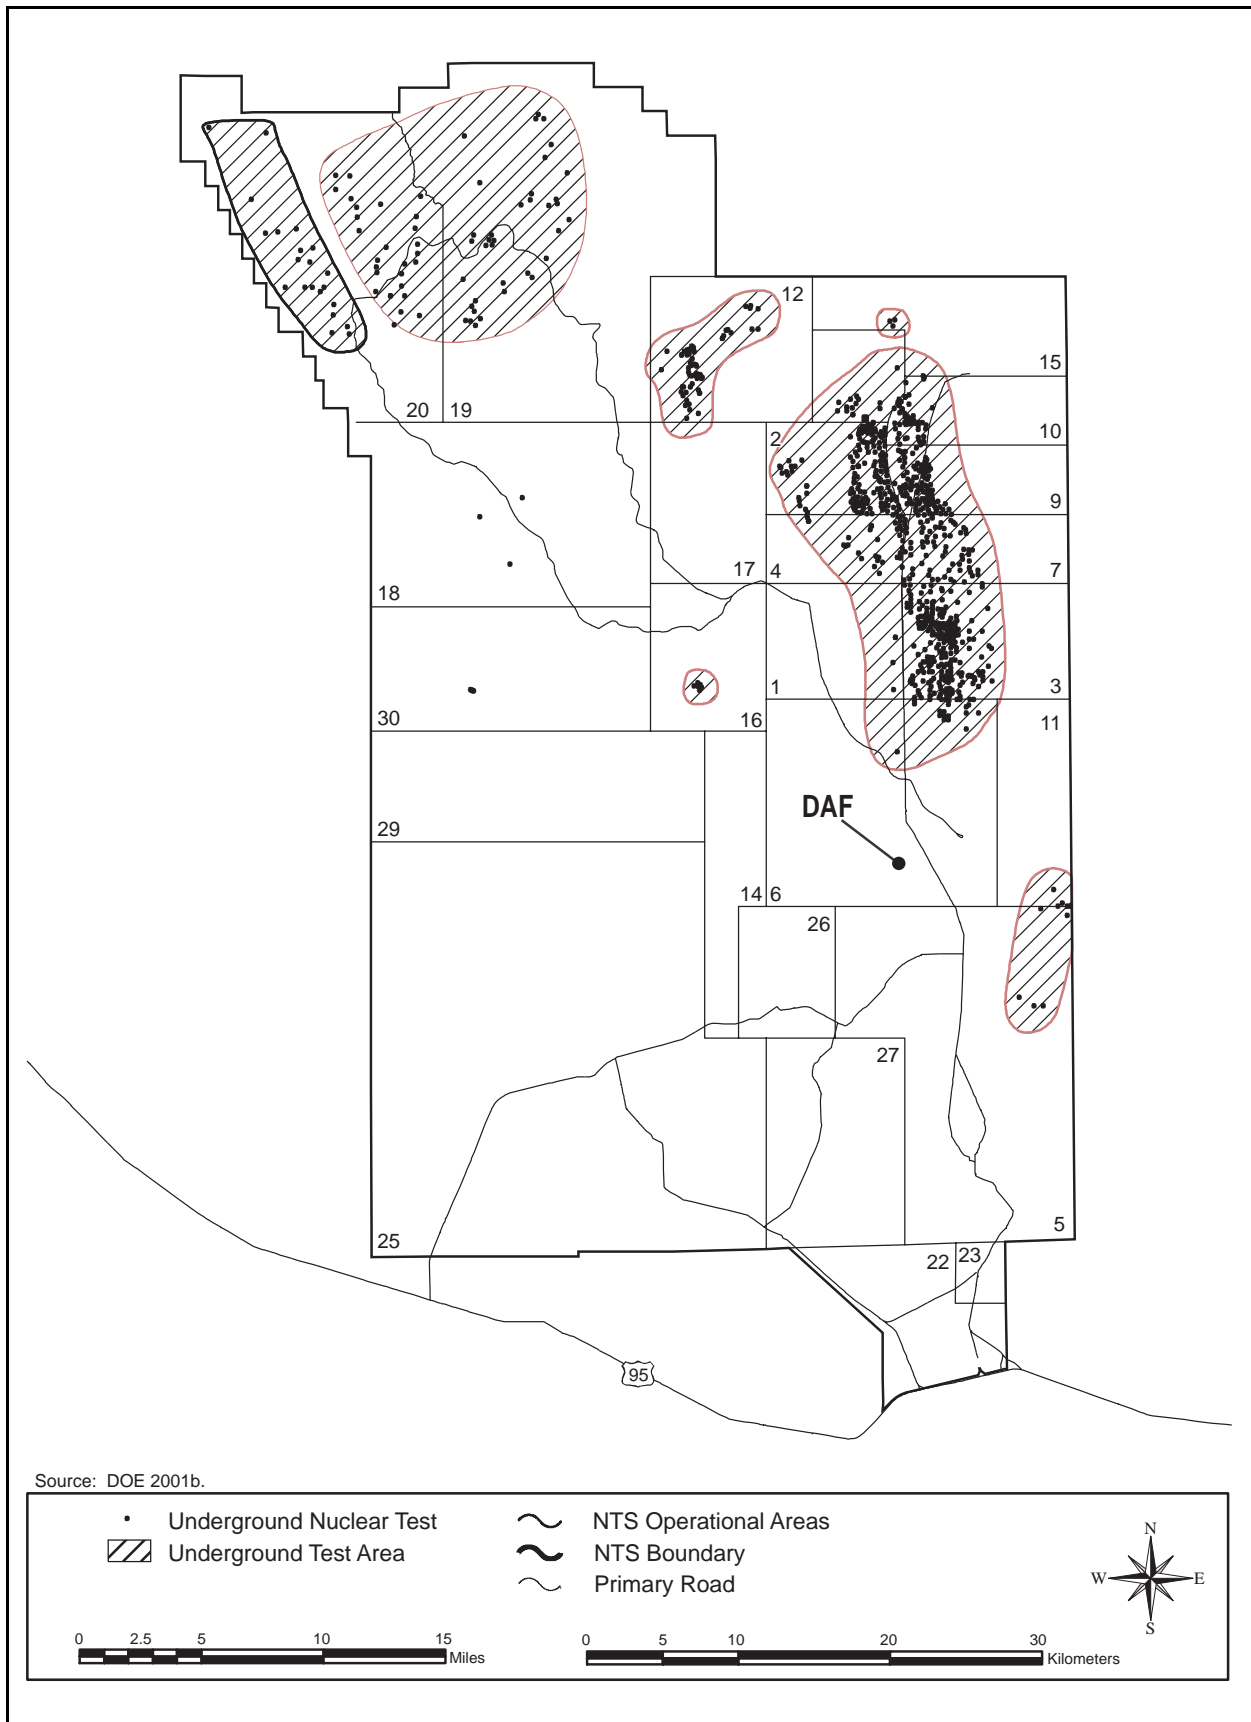 12
15
20 19
2
10
9
17 4
7
18
1
3
30
16
11
DAF
29
14 6
26
27
25
5
22 23
95
Source: DOE 2001b.
Underground Nuclear Test
Underground Test Area
NTS Operational Areas
NTS Boundary
Primary Road
N
W E
S
0 2.5 5 10 15
Miles
0 5 10 20 30
Kilometers